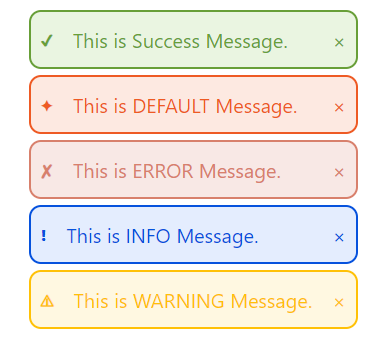 ✔ This is Success Message. ×
✦ This is DEFAULT Message. ×
✘ This is ERROR Message. ×
! This is INFO Message. ×
⚠ This is WARNING Message. ×